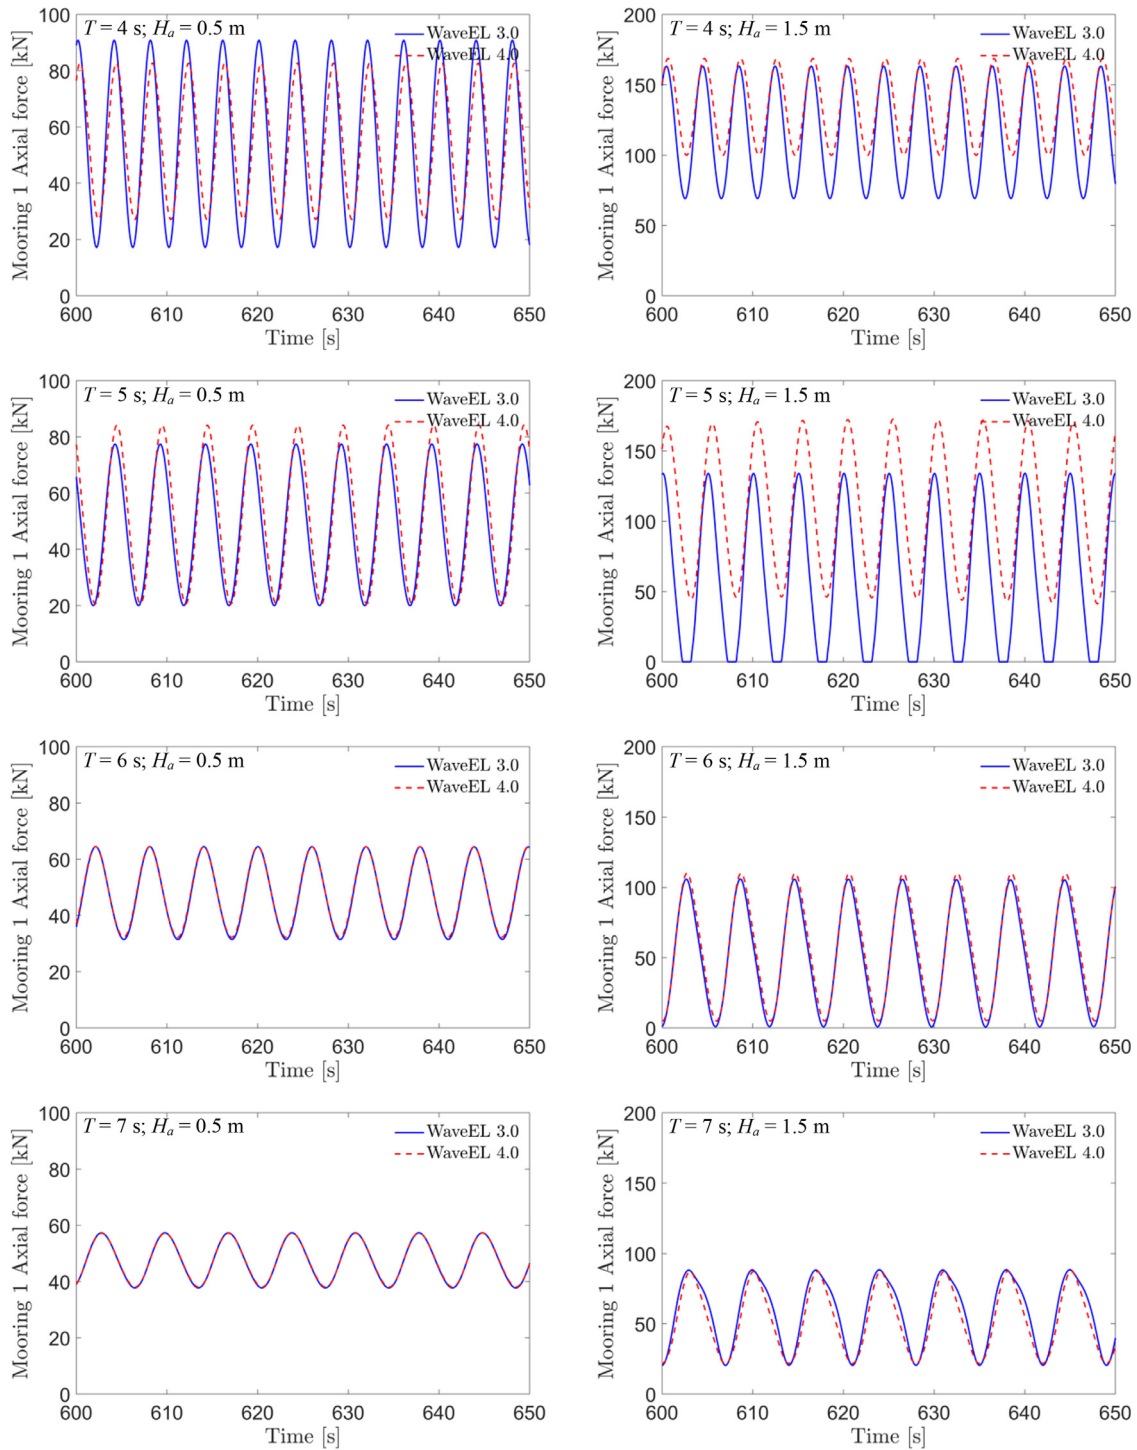 T = 4 s; Ha = 0.5 m
WaveEL 3.0
WaveEL 4.0
Mooring 1 Axial force [kN]
100
80
60
40
20
0
600 610 620 630 640 650
Time [s]
T = 4 s; Ha = 1.5 m
WaveEL 3.0
WaveEL 4.0
Mooring 1 Axial force [kN]
200
150
100
50
0
600 610 620 630 640 650
Time [s]
T = 5 s; Ha = 0.5 m
WaveEL 3.0
WaveEL 4.0
Mooring 1 Axial force [kN]
100
80
60
40
20
0
600 610 620 630 640 650
Time [s]
T = 5 s; Ha = 1.5 m
WaveEL 3.0
WaveEL 4.0
Mooring 1 Axial force [kN]
200
150
100
50
0
600 610 620 630 640 650
Time [s]
T = 6 s; Ha = 0.5 m
WaveEL 3.0
WaveEL 4.0
Mooring 1 Axial force [kN]
100
80
60
40
20
0
600 610 620 630 640 650
Time [s]
T = 6 s; Ha = 1.5 m
WaveEL 3.0
WaveEL 4.0
Mooring 1 Axial force [kN]
200
150
100
50
0
600 610 620 630 640 650
Time [s]
T = 7 s; Ha = 0.5 m
WaveEL 3.0
WaveEL 4.0
Mooring 1 Axial force [kN]
100
80
60
40
20
0
600 610 620 630 640 650
Time [s]
T = 7 s; Ha = 1.5 m
WaveEL 3.0
WaveEL 4.0
Mooring 1 Axial force [kN]
200
150
100
50
0
600 610 620 630 640 650
Time [s]